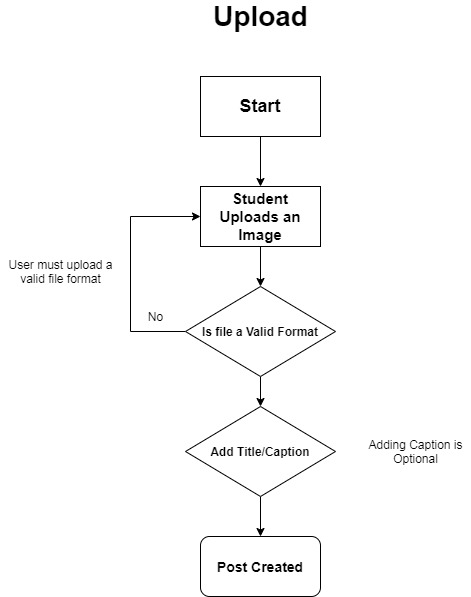 Upload
Start
Student
Uploads an
Image
User must upload a
valid file format
No
Is file a Valid Format
Add Title/Caption
Adding Caption is
Optional
Post Created